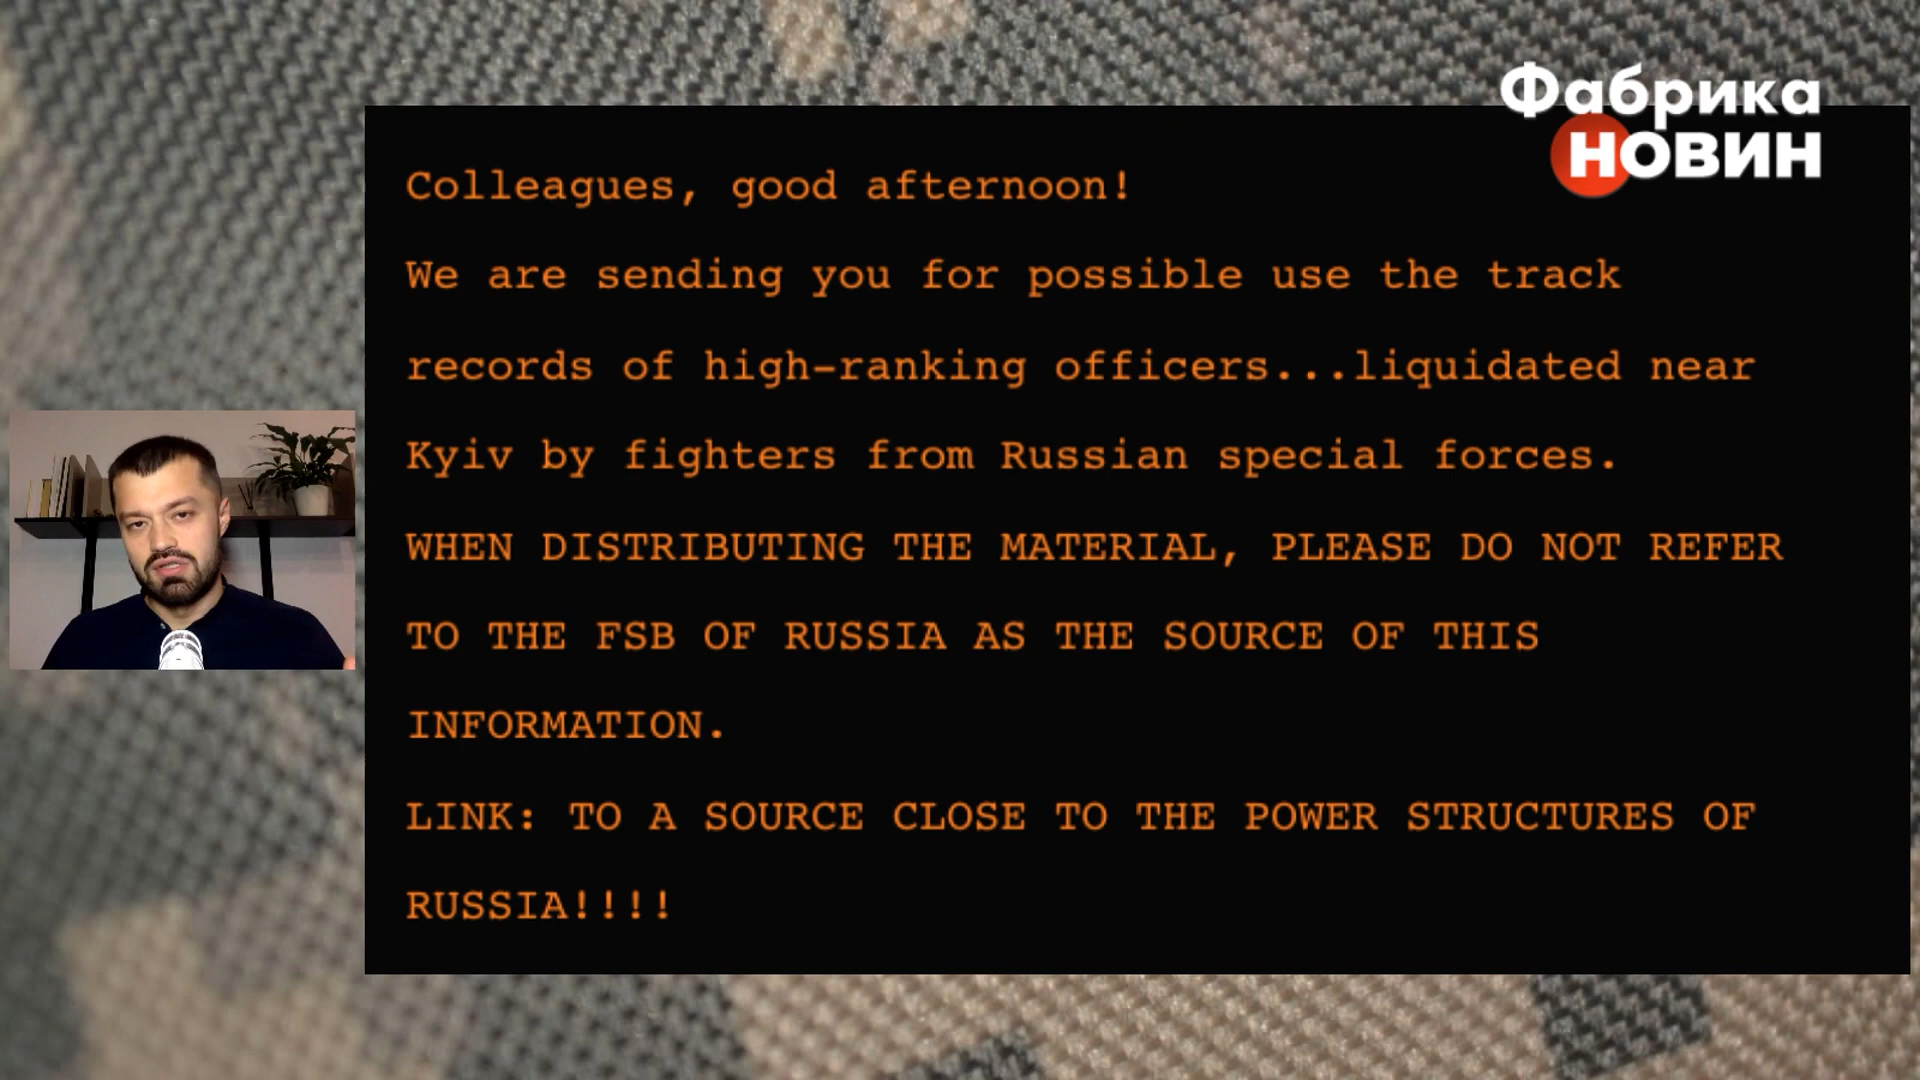 Фабрика
НОВИН
Colleagues, good afternoon!
We are sending you for possible use the track
records of high-ranking officers...liquidated near
Kyiv by fighters from Russian special forces.
WHEN DISTRIBUTING THE MATERIAL, PLEASE DO NOT REFER
TO THE FSB OF RUSSIA AS THE SOURCE OF THIS
INFORMATION.
LINK: TO A SOURCE CLOSE TO THE POWER STRUCTURES OF
RUSSIA!!!!